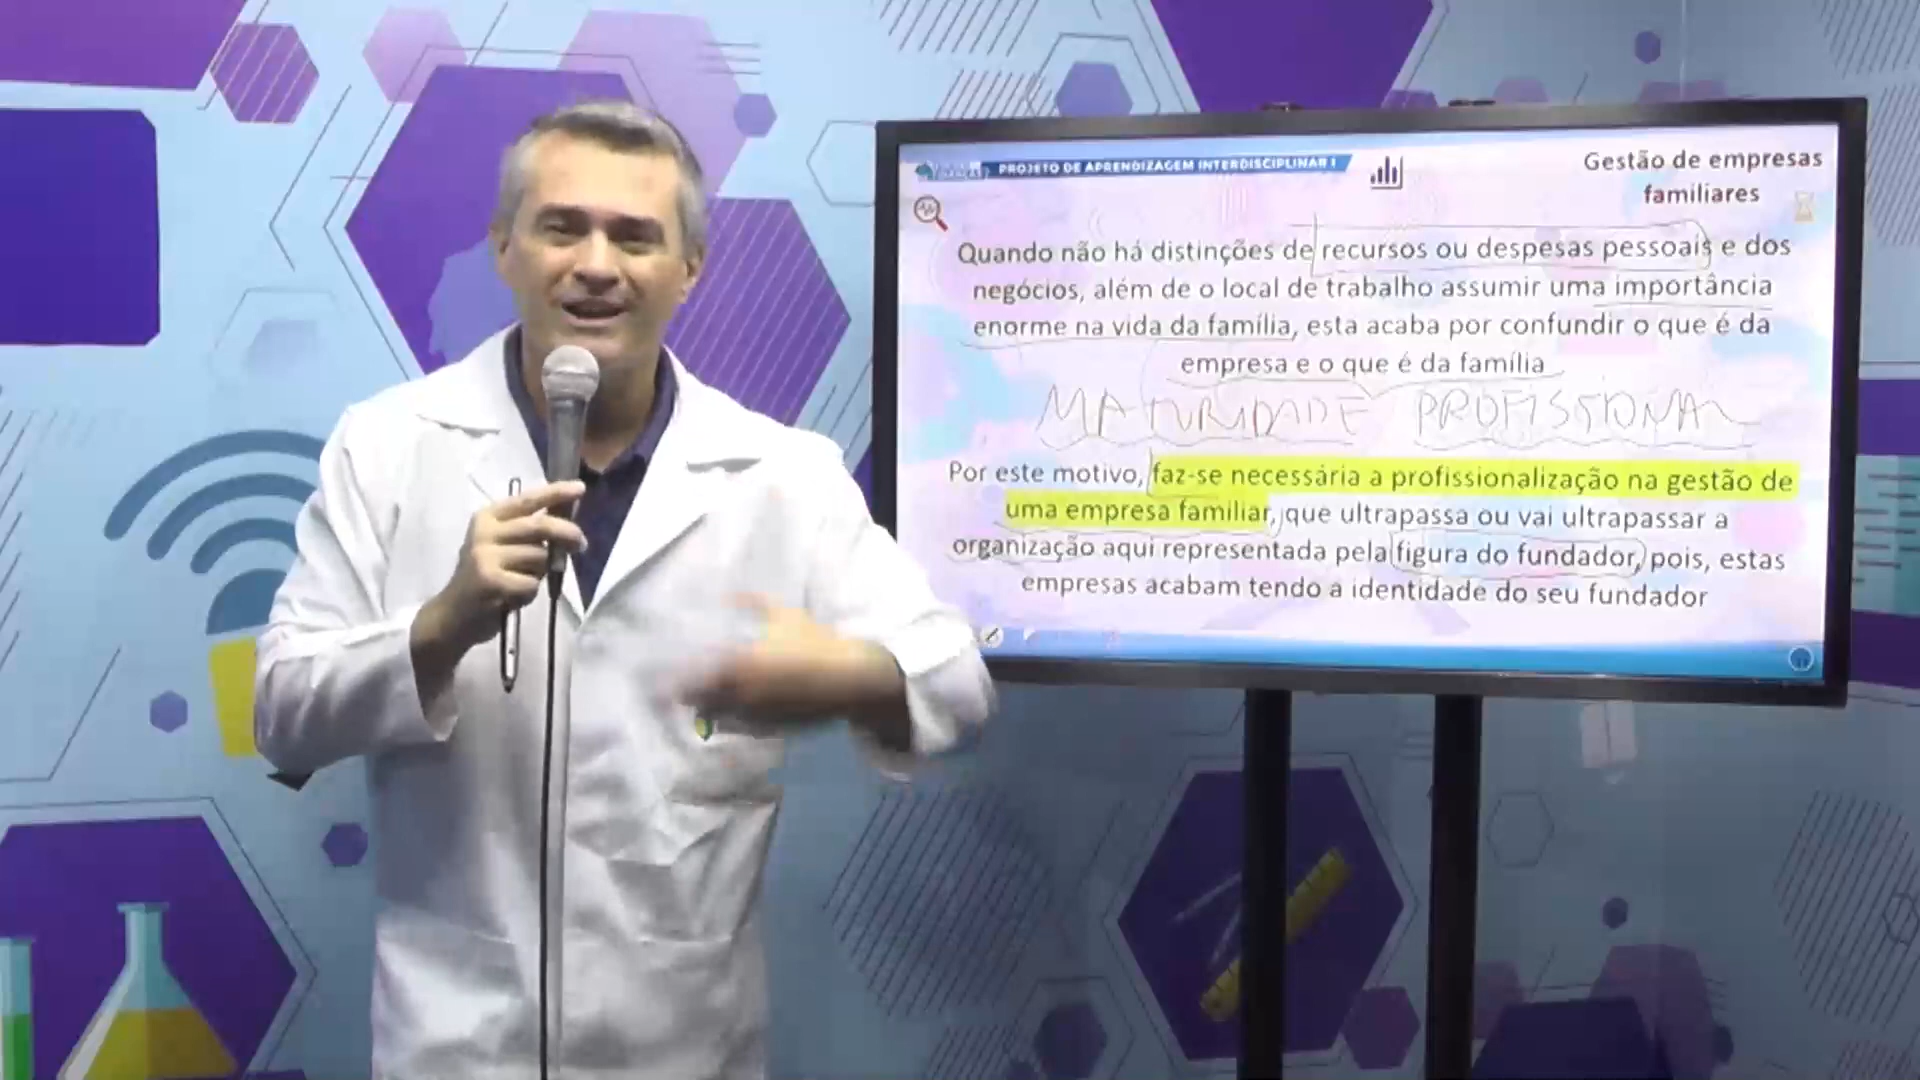 PROJETO DE APRENDIZAGEM INTERDISCIPLINAR I
Gestão de empresas
familiares
Quando não há distinções de recursos ou despesas pessoais e dos
negócios, além de o local de trabalho assumir uma importância
enorme na vida da família, esta acaba por confundir o que é da
empresa e o que é da família
MATURIDADE PROFISSIONAL
Por este motivo, faz-se necessária a profissionalização na gestão de
uma empresa familiar, que ultrapassa ou vai ultrapassar a
organização aqui representada pela figura do fundador, pois, estas
empresas acabam tendo a identidade do seu fundador